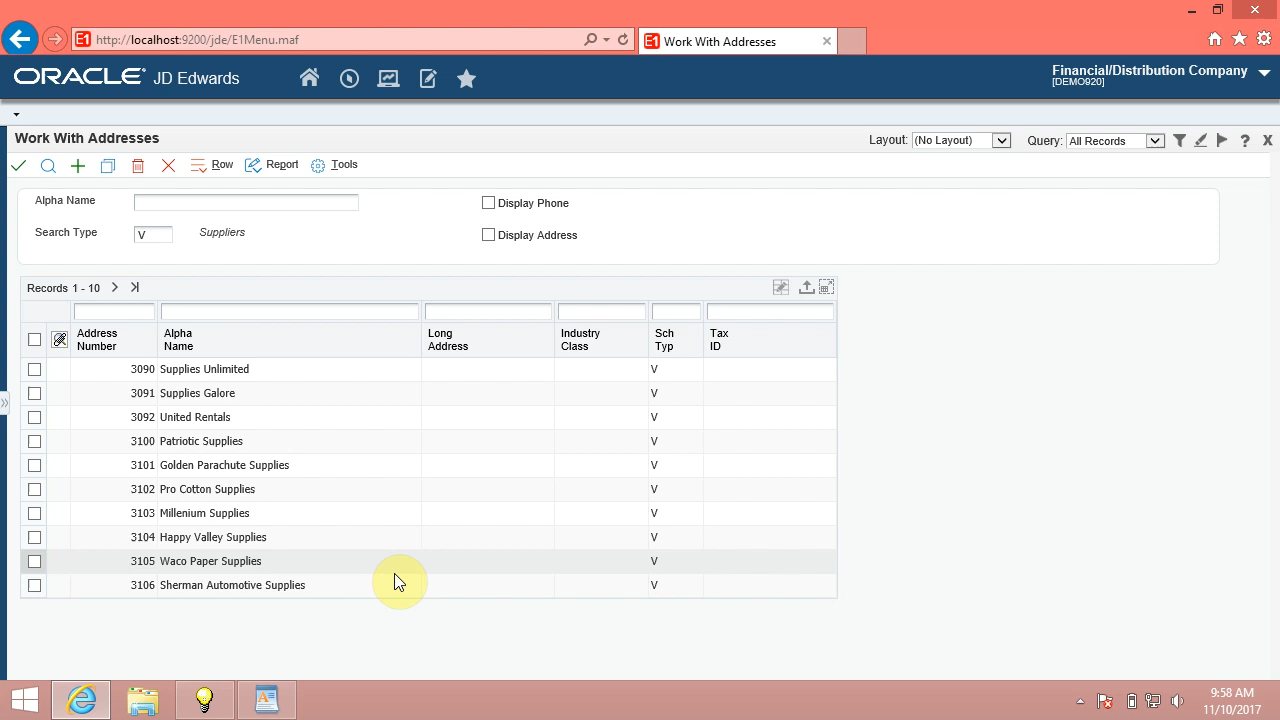 http://localhost:9200/jde/E1Menu.maf
E1 Work With Addresses
ORACLE JD Edwards
Financial/Distribution Company
[DEMO920]
Work With Addresses
Layout: (No Layout) Query: All Records
Row Report Tools
Alpha Name Display Phone
Search Type V Suppliers Display Address
Records 1 - 10
Address Number Alpha Name Long Address Industry Class Sch Typ Tax ID
3090 Supplies Unlimited V
3091 Supplies Galore V
3092 United Rentals V
3100 Patriotic Supplies V
3101 Golden Parachute Supplies V
3102 Pro Cotton Supplies V
3103 Millenium Supplies V
3104 Happy Valley Supplies V
3105 Waco Paper Supplies V
3106 Sherman Automotive Supplies V
9:58 AM
11/10/2017